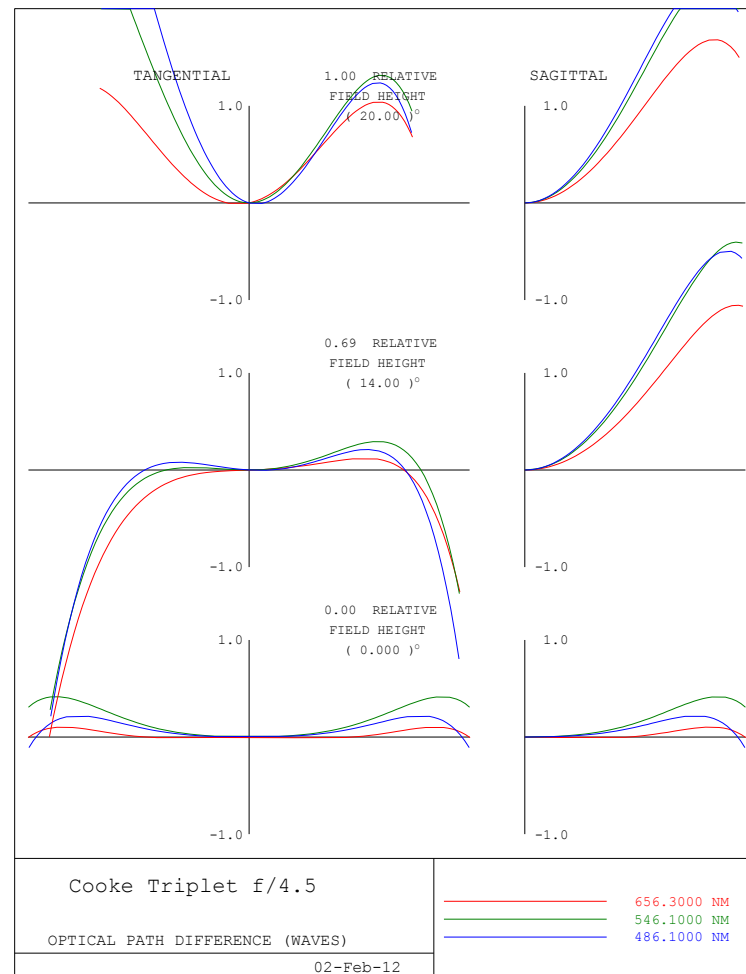 TANGENTIAL
1.00 RELATIVE
FIELD HEIGHT
( 20.00 )°
SAGITTAL
1.0
1.0
-1.0
-1.0
0.69 RELATIVE
FIELD HEIGHT
( 14.00 )°
1.0
1.0
-1.0
-1.0
0.00 RELATIVE
FIELD HEIGHT
( 0.000 )°
1.0
1.0
-1.0
-1.0
Cooke Triplet f/4.5
OPTICAL PATH DIFFERENCE (WAVES)
02-Feb-12
656.3000 NM
546.1000 NM
486.1000 NM